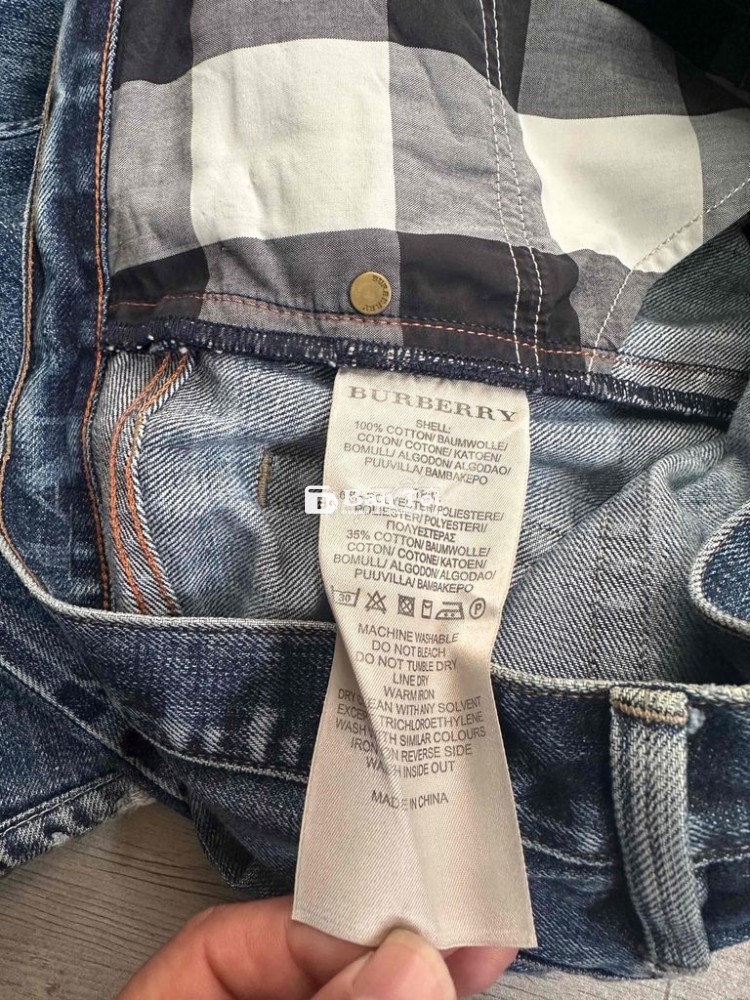 BURBERRY
BURBERRY
SHELL:
100% COTTON/ BAUMWOLLE/
COTON/ COTONE/ KATOEN/
BOMULL/ ALGODON/ ALGODAO/
PUUVILLA/ BAMBAKEPO
POLIESTERE/
POLIESTER/ POLYESTERI/
ΠΟΛΥΕΣΤΕΡΑΣ
35% COTTON/ BAUMWOLLE/
COTON/ COTONE/ KATOEN/
BOMULL/ ALGODON/ ALGODAO/
PUUVILLA/ BAMBAKEPO
30 P
MACHINE WASHABLE
DO NOT BLEACH
DO NOT TUMBLE DRY
LINE DRY
WARM IRON
DRY CLEAN WITH ANY SOLVENT
EXCEPT TRICHLOROETHYLENE
WASH WITH SIMILAR COLOURS
IRON ON REVERSE SIDE
WASH INSIDE OUT
MADE IN CHINA